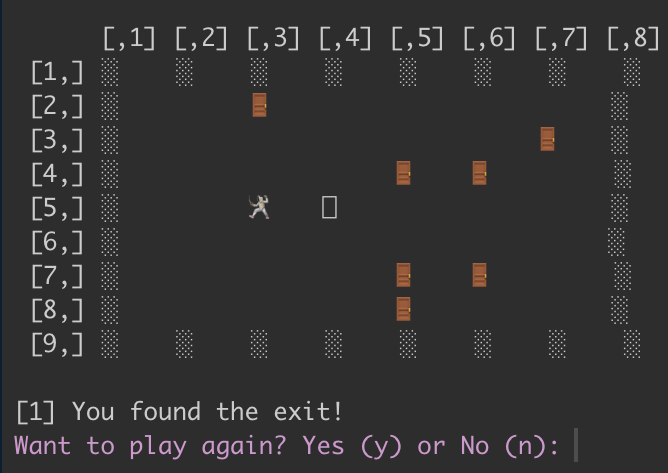 [,1] [,2] [,3] [,4] [,5] [,6] [,7] [,8]
[1,] ░ ░ ░ ░ ░ ░ ░ ░
[2,] ░ 🚪 ░
[3,] ░ 🚪 ░
[4,] ░ 🚪 🚪 ░
[5,] ░ 🤺 ▯ ░
[6,] ░ ░
[7,] ░ 🚪 🚪 ░
[8,] ░ 🚪 ░
[9,] ░ ░ ░ ░ ░ ░ ░ ░
[1] You found the exit!
Want to play again? Yes (y) or No (n):